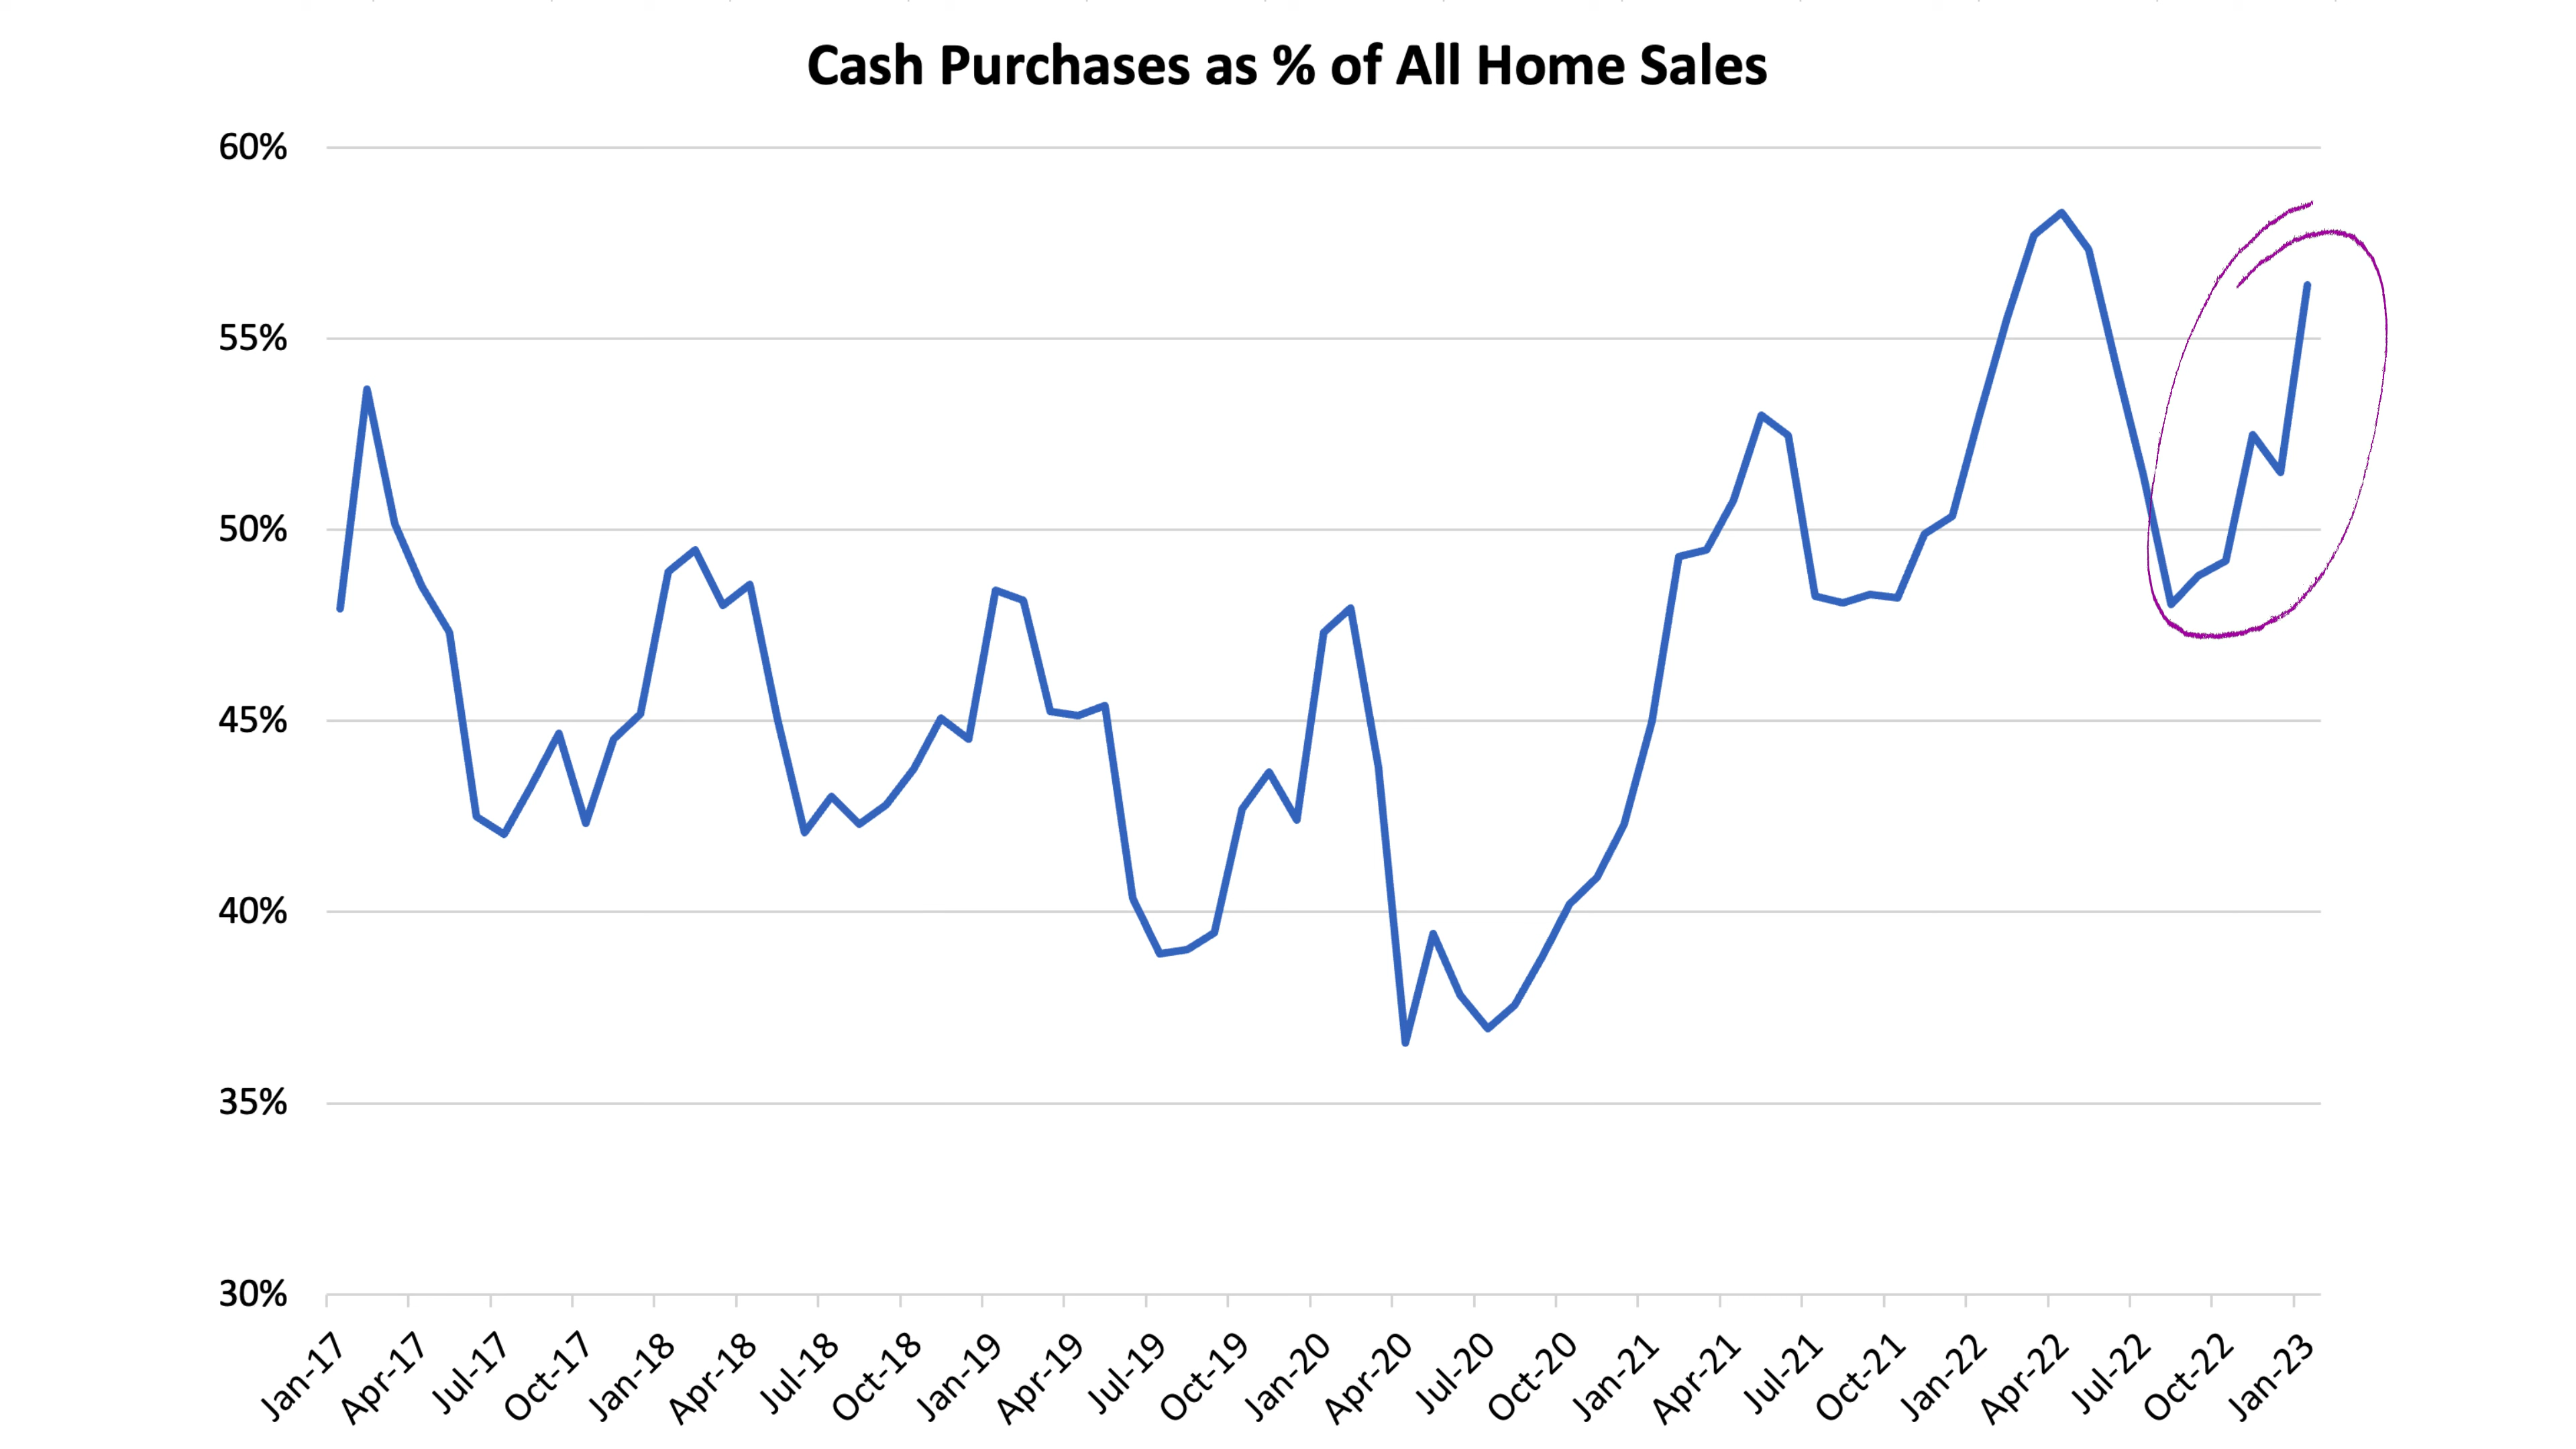 Cash Purchases as % of All Home Sales
60%
55%
50%
45%
40%
35%
30%
Jan-17
Apr-17
Jul-17
Oct-17
Jan-18
Apr-18
Jul-18
Oct-18
Jan-19
Apr-19
Jul-19
Oct-19
Jan-20
Apr-20
Jul-20
Oct-20
Jan-21
Apr-21
Jul-21
Oct-21
Jan-22
Apr-22
Jul-22
Oct-22
Jan-23